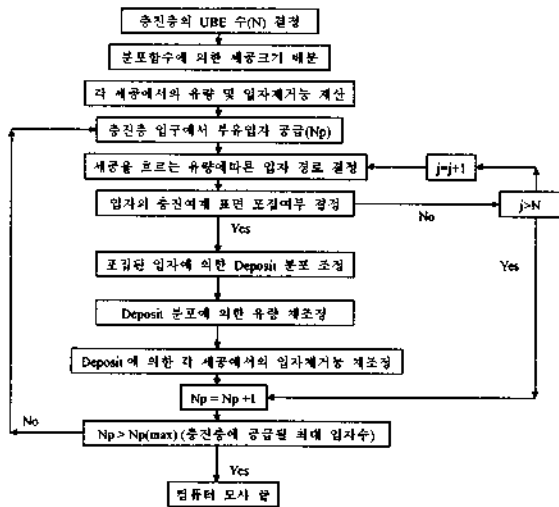 충진층의 UBE 수(N) 결정
분포함수에 의한 세공크기 배분
각 세공에서의 유량 및 입자제거능 계산
충진층 입구에서 부유입자 공급(Np)
세공을 흐르는 유량에따른 입자 경로 결정
j=j+1
입자의 충진여재 표면 포집여부 결정
No
j>N
Yes
Yes
포집된 입자에 의한 Deposit 분포 조정
Deposit 분포에 의한 유량 재조정
Deposit 에 의한 각 세공에서의 입자제거능 재조정
Np = Np +1
No
Np > Np(max) (충진층에 공급될 최대 입자수)
Yes
컴퓨터 모사 끝